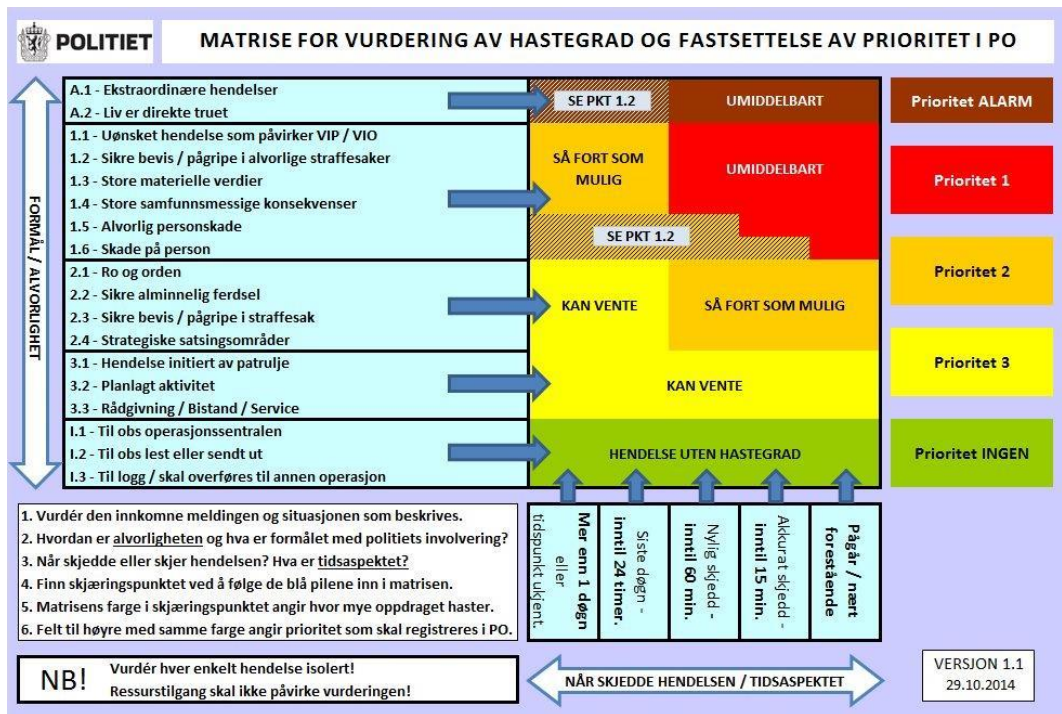 POLITIET
MATRISE FOR VURDERING AV HASTEGRAD OG FASTSETTELSE AV PRIORITET I PO
FORMÅL / ALVORLIGHET
A.1 - Ekstraordinære hendelser
A.2 - Liv er direkte truet
SE PKT 1.2
UMIDDELBART
Prioritet ALARM
1.1 - Uønsket hendelse som påvirker VIP / VIO
1.2 - Sikre bevis / pågripe i alvorlige straffesaker
1.3 - Store materielle verdier
1.4 - Store samfunnsmessige konsekvenser
1.5 - Alvorlig personskade
1.6 - Skade på person
SÅ FORT SOM
MULIG
UMIDDELBART
SE PKT 1.2
Prioritet 1
2.1 - Ro og orden
2.2 - Sikre alminnelig ferdsel
2.3 - Sikre bevis / pågripe i straffesak
2.4 - Strategiske satsingsområder
KAN VENTE
SÅ FORT SOM MULIG
Prioritet 2
3.1 - Hendelse initiert av patrulje
3.2 - Planlagt aktivitet
3.3 - Rådgivning / Bistand / Service
KAN VENTE
Prioritet 3
I.1 - Til obs operasjonssentralen
I.2 - Til obs lest eller sendt ut
I.3 - Til logg / skal overføres til annen operasjon
HENDELSE UTEN HASTEGRAD
Prioritet INGEN
1. Vurdér den innkomne meldingen og situasjonen som beskrives.
2. Hvordan er alvorligheten og hva er formålet med politiets involvering?
3. Når skjedde eller skjer hendelsen? Hva er tidsaspektet?
4. Finn skjæringspunktet ved å følge de blå pilene inn i matrisen.
5. Matrisens farge i skjæringspunktet angir hvor mye oppdraget haster.
6. Felt til høyre med samme farge angir prioritet som skal registreres i PO.
Mer enn 1 døgn
eller
tidspunkt ukjent.
Siste døgn -
inntil 24 timer.
Nylig skjedd -
inntil 60 min.
Akkurat skjedd -
inntil 15 min.
Pågår / nært
forestående
NB!
Vurdér hver enkelt hendelse isolert!
Ressurstilgang skal ikke påvirke vurderingen!
NÅR SKJEDDE HENDELSEN / TIDSASPEKTET
VERSJON 1.1
29.10.2014